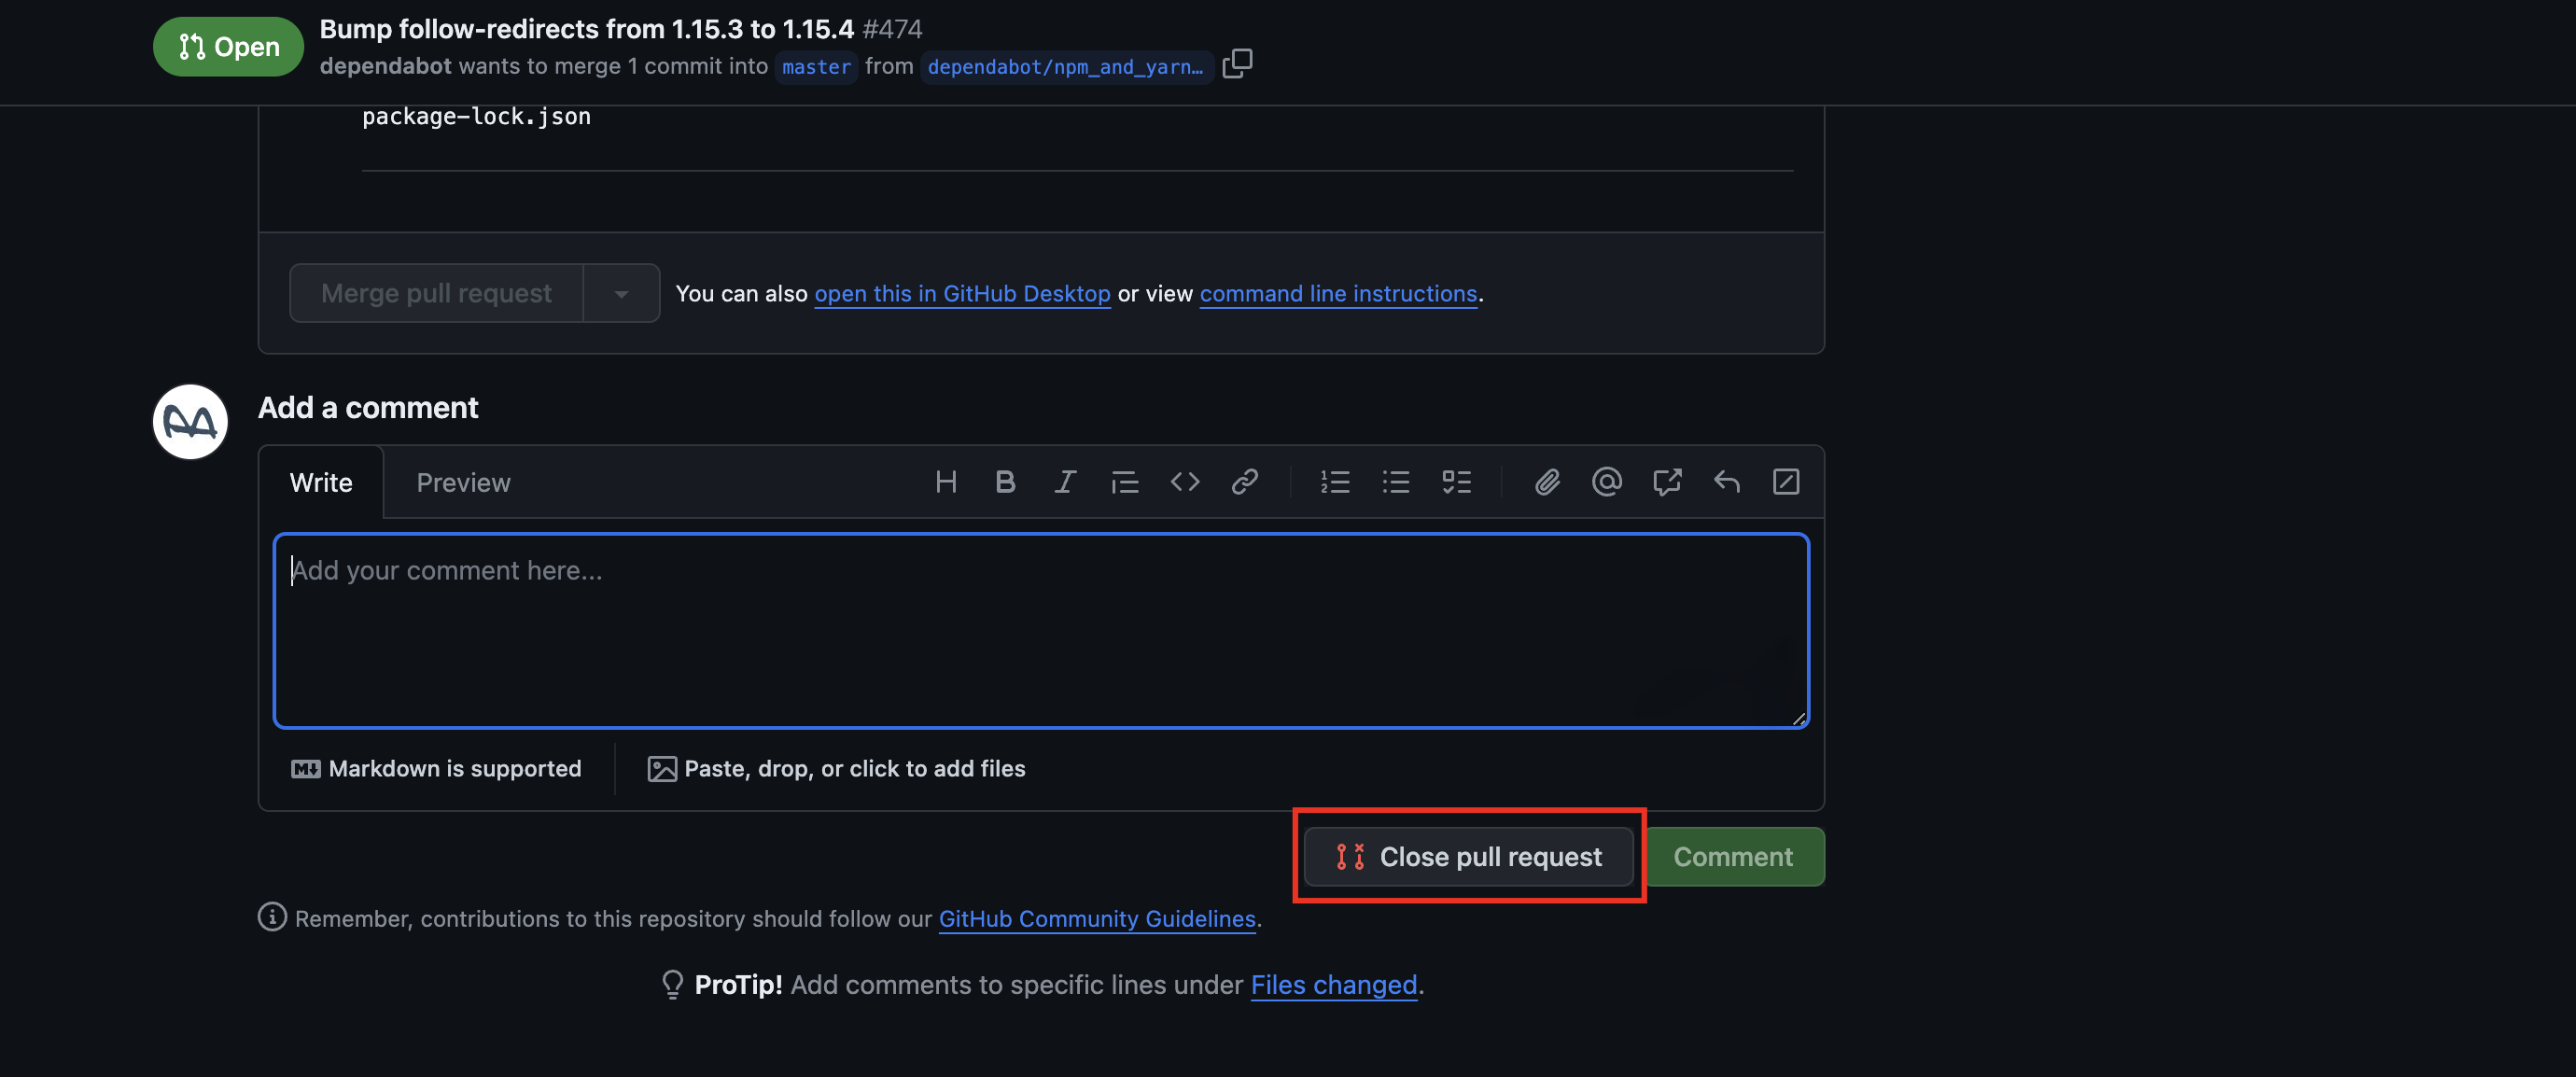 Open
Bump follow-redirects from 1.15.3 to 1.15.4 #474
dependabot wants to merge 1 commit into master from dependabot/npm_and_yarn…
package-lock.json
Merge pull request
You can also open this in GitHub Desktop or view command line instructions.
Add a comment
Write Preview
Add your comment here...
Markdown is supported
Paste, drop, or click to add files
Close pull request
Comment
Remember, contributions to this repository should follow our GitHub Community Guidelines.
ProTip! Add comments to specific lines under Files changed.